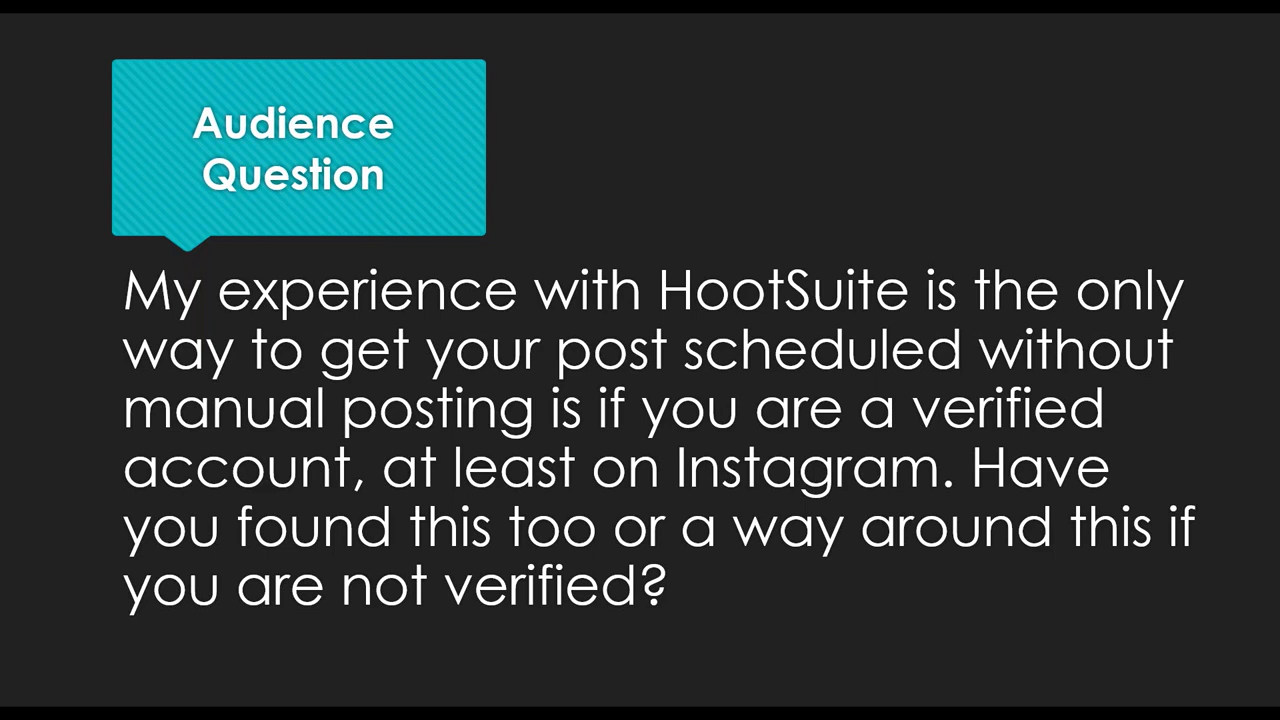 Audience
Question
My experience with HootSuite is the only
way to get your post scheduled without
manual posting is if you are a verified
account, at least on Instagram. Have
you found this too or a way around this if
you are not verified?